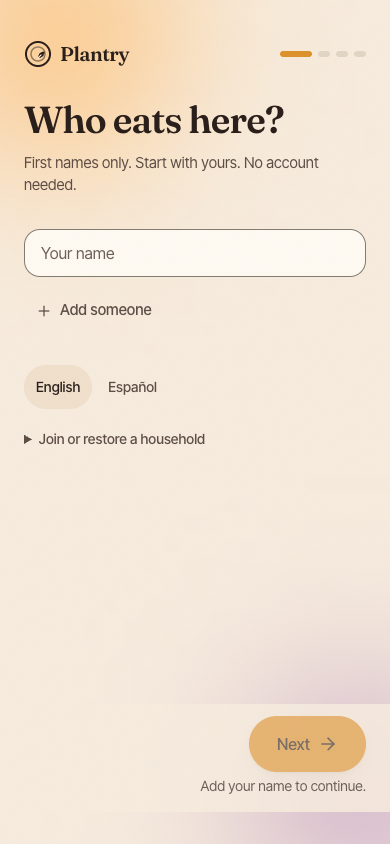 Plantry
Who eats here?
First names only. Start with yours. No account
needed.
Your name
Add someone
English
Español
Join or restore a household
Next
Add your name to continue.